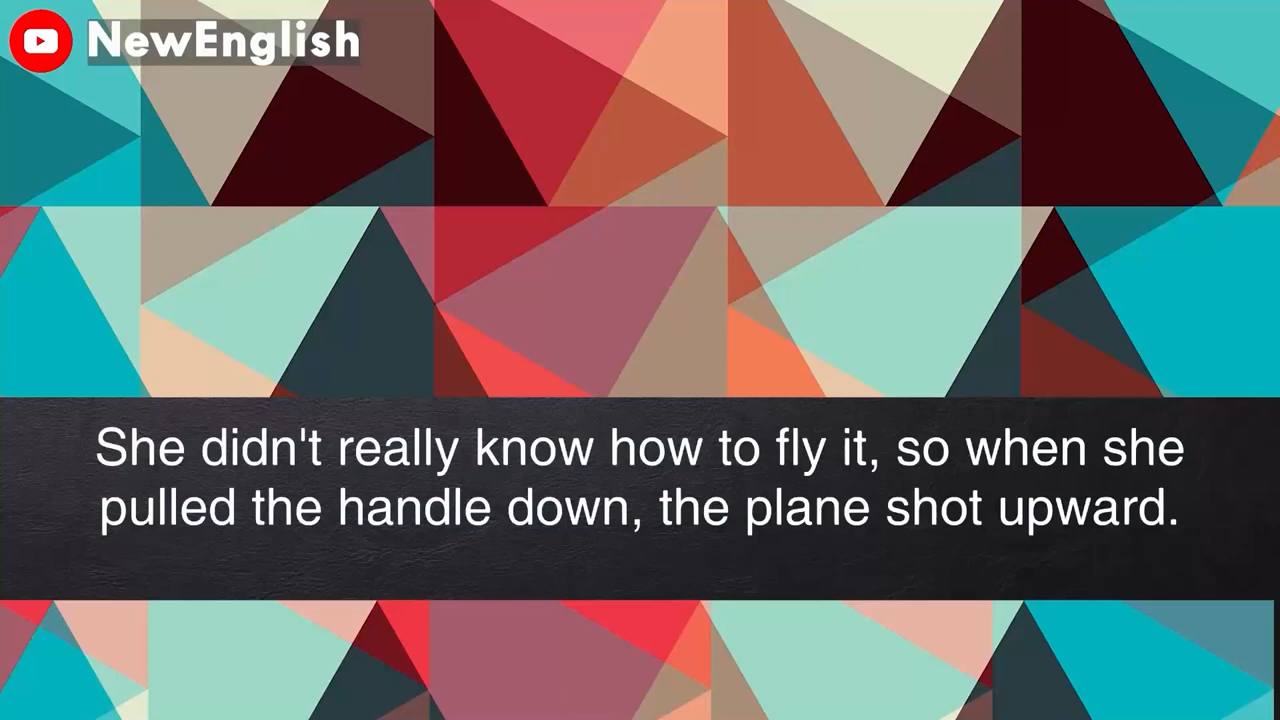 NewEnglish
She didn't really know how to fly it, so when she
pulled the handle down, the plane shot upward.